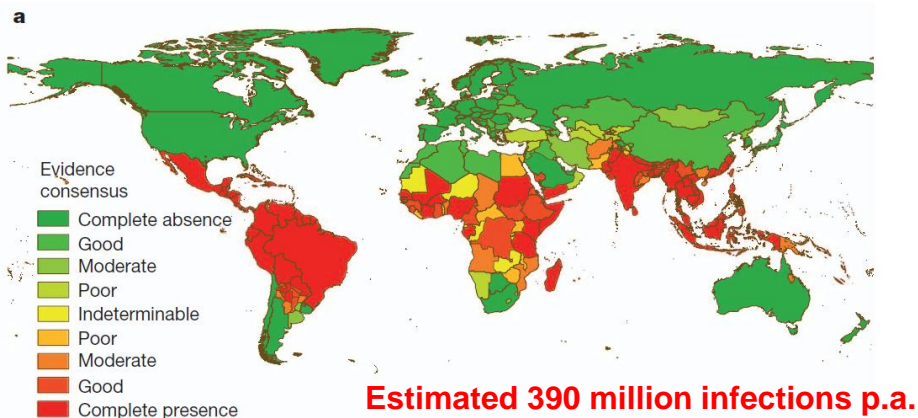 a
Evidence
consensus
Complete absence
Good
Moderate
Poor
Indeterminable
Poor
Moderate
Good
Complete presence
Estimated 390 million infections p.a.